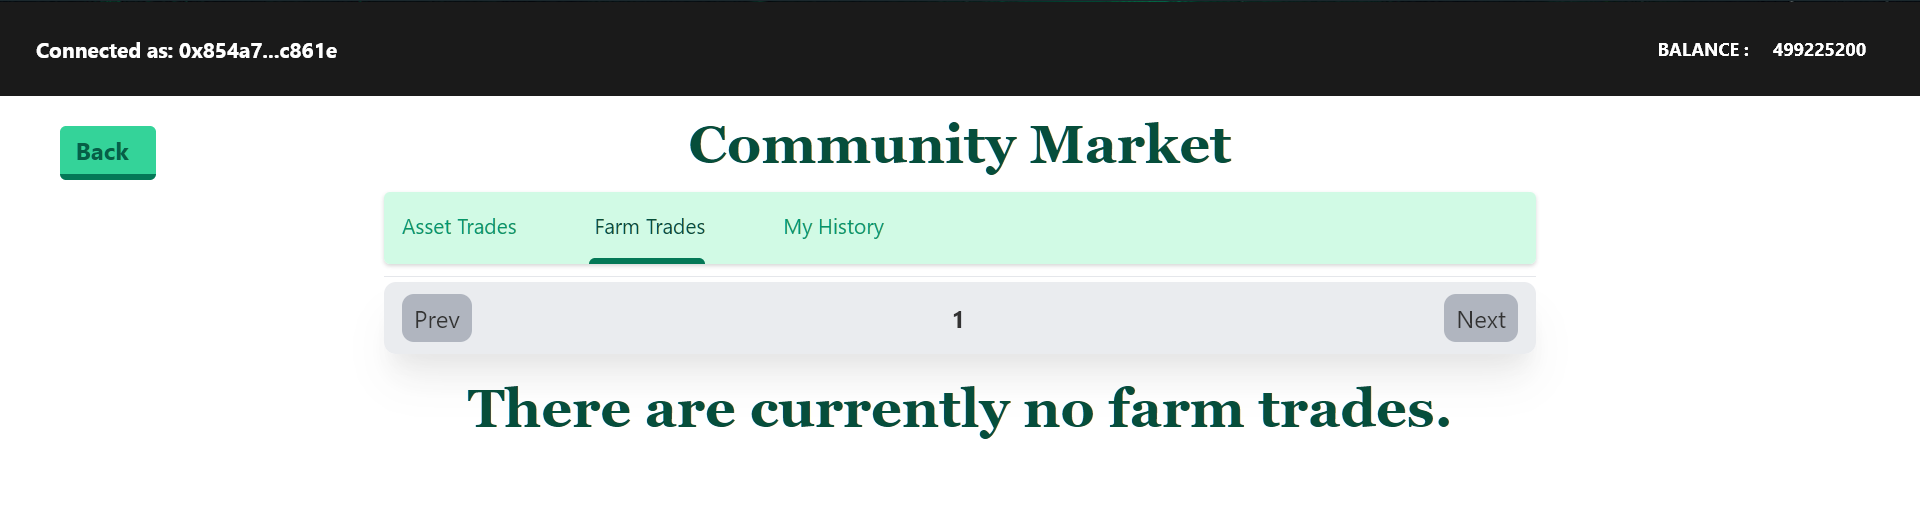 Connected as: 0x854a7...c861e
BALANCE : 499225200
Back
Community Market
Asset Trades Farm Trades My History
Prev 1 Next
There are currently no farm trades.